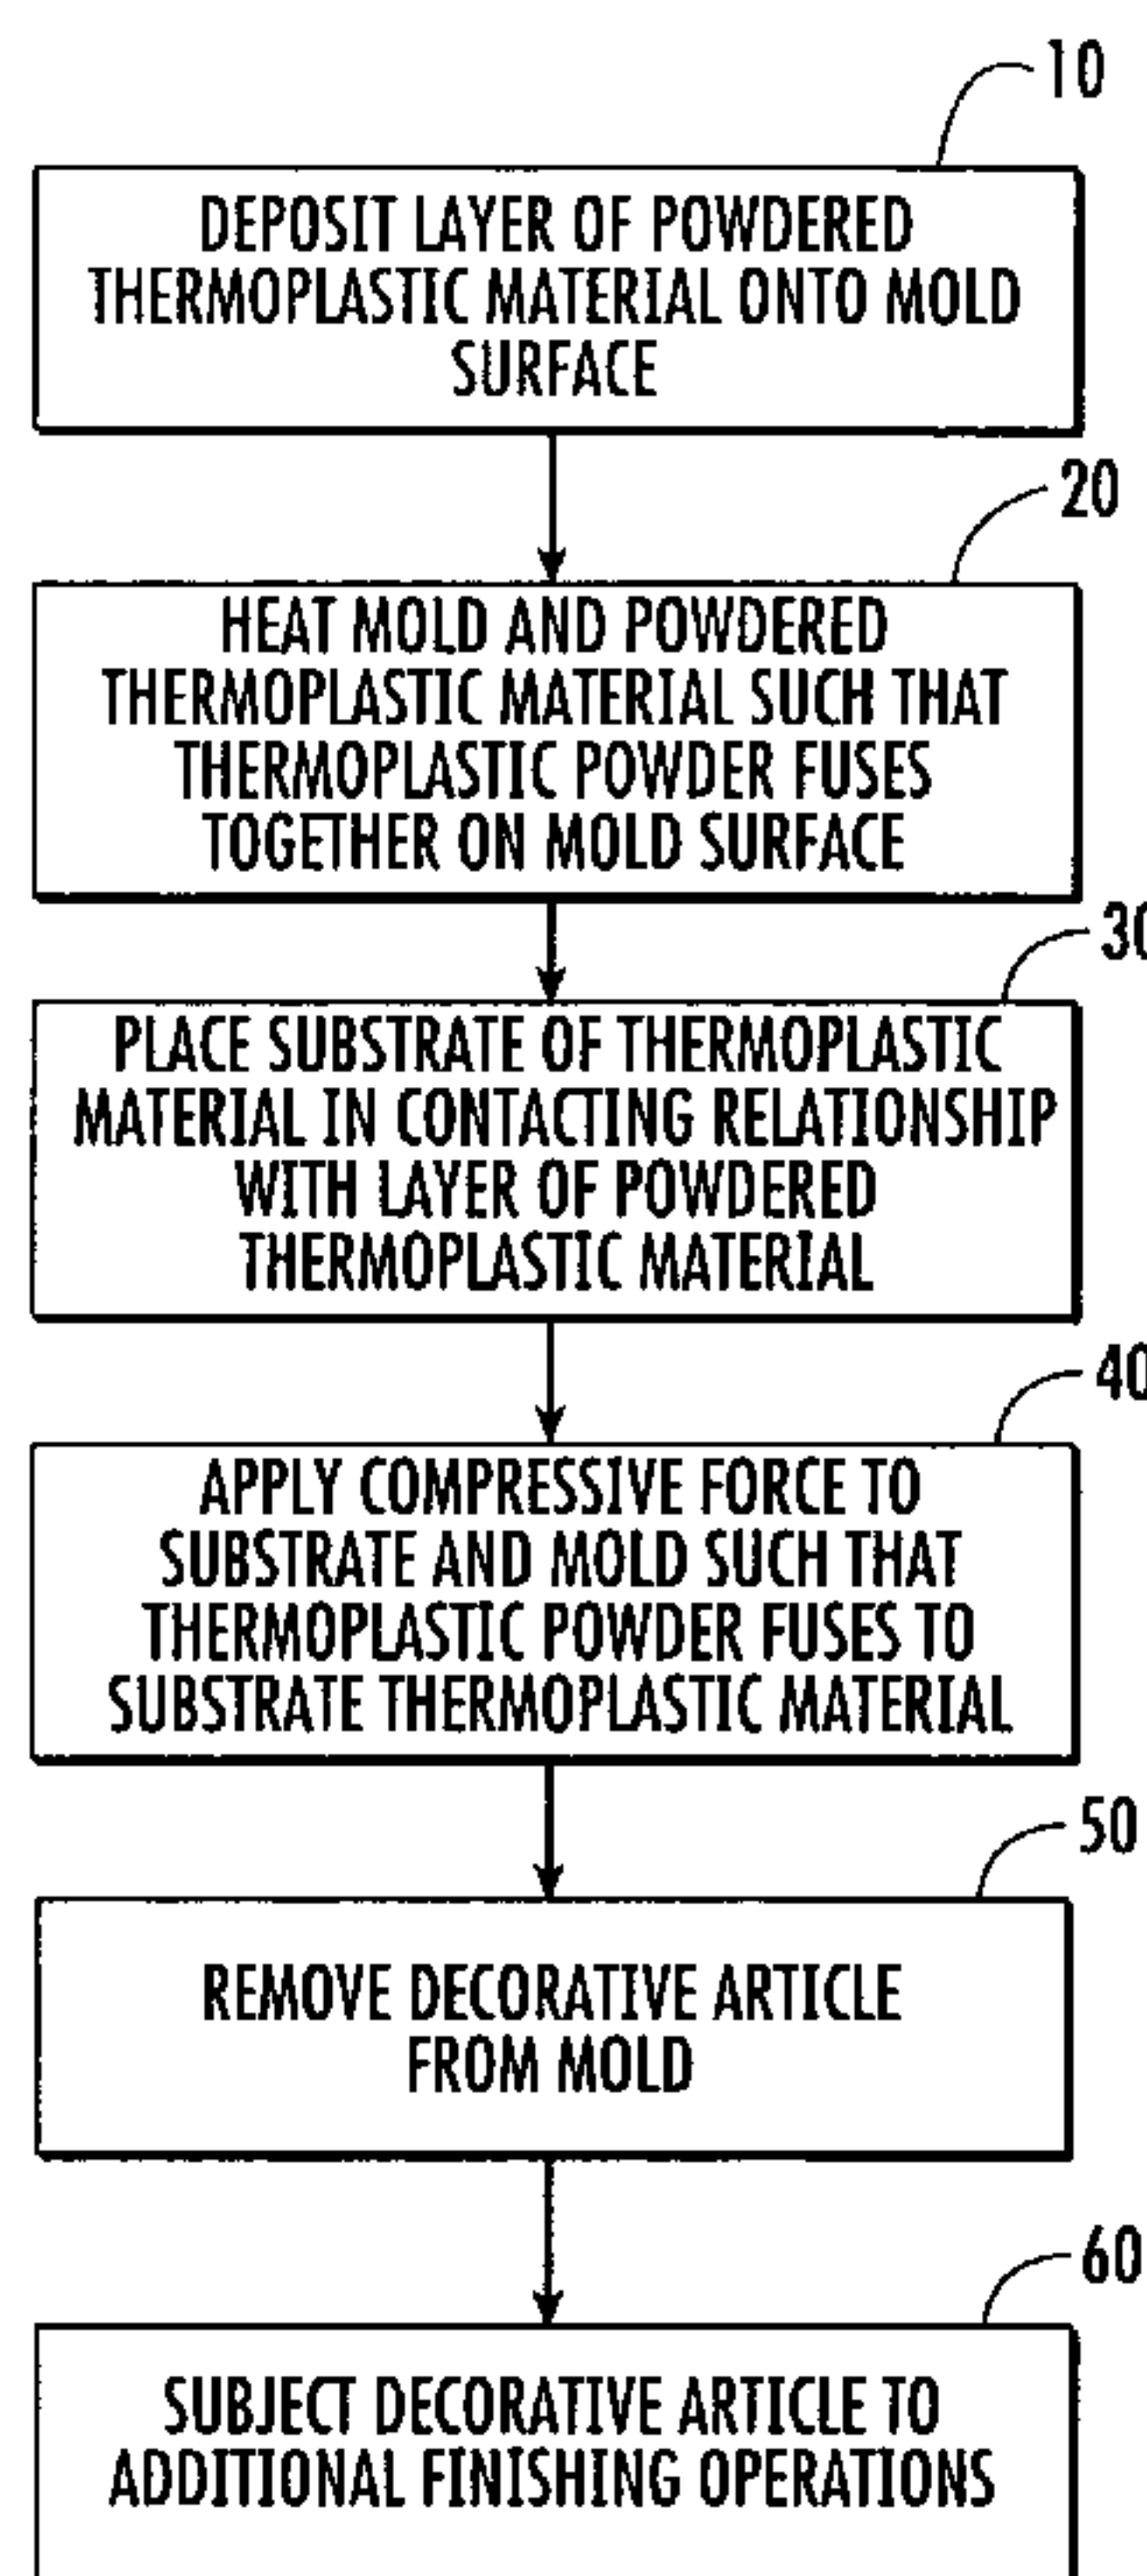 10
DEPOSIT LAYER OF POWDERED
THERMOPLASTIC MATERIAL ONTO MOLD
SURFACE
20
HEAT MOLD AND POWDERED
THERMOPLASTIC MATERIAL SUCH THAT
THERMOPLASTIC POWDER FUSES
TOGETHER ON MOLD SURFACE
30
PLACE SUBSTRATE OF THERMOPLASTIC
MATERIAL IN CONTACTING RELATIONSHIP
WITH LAYER OF POWDERED
THERMOPLASTIC MATERIAL
40
APPLY COMPRESSIVE FORCE TO
SUBSTRATE AND MOLD SUCH THAT
THERMOPLASTIC POWDER FUSES TO
SUBSTRATE THERMOPLASTIC MATERIAL
50
REMOVE DECORATIVE ARTICLE
FROM MOLD
60
SUBJECT DECORATIVE ARTICLE TO
ADDITIONAL FINISHING OPERATIONS